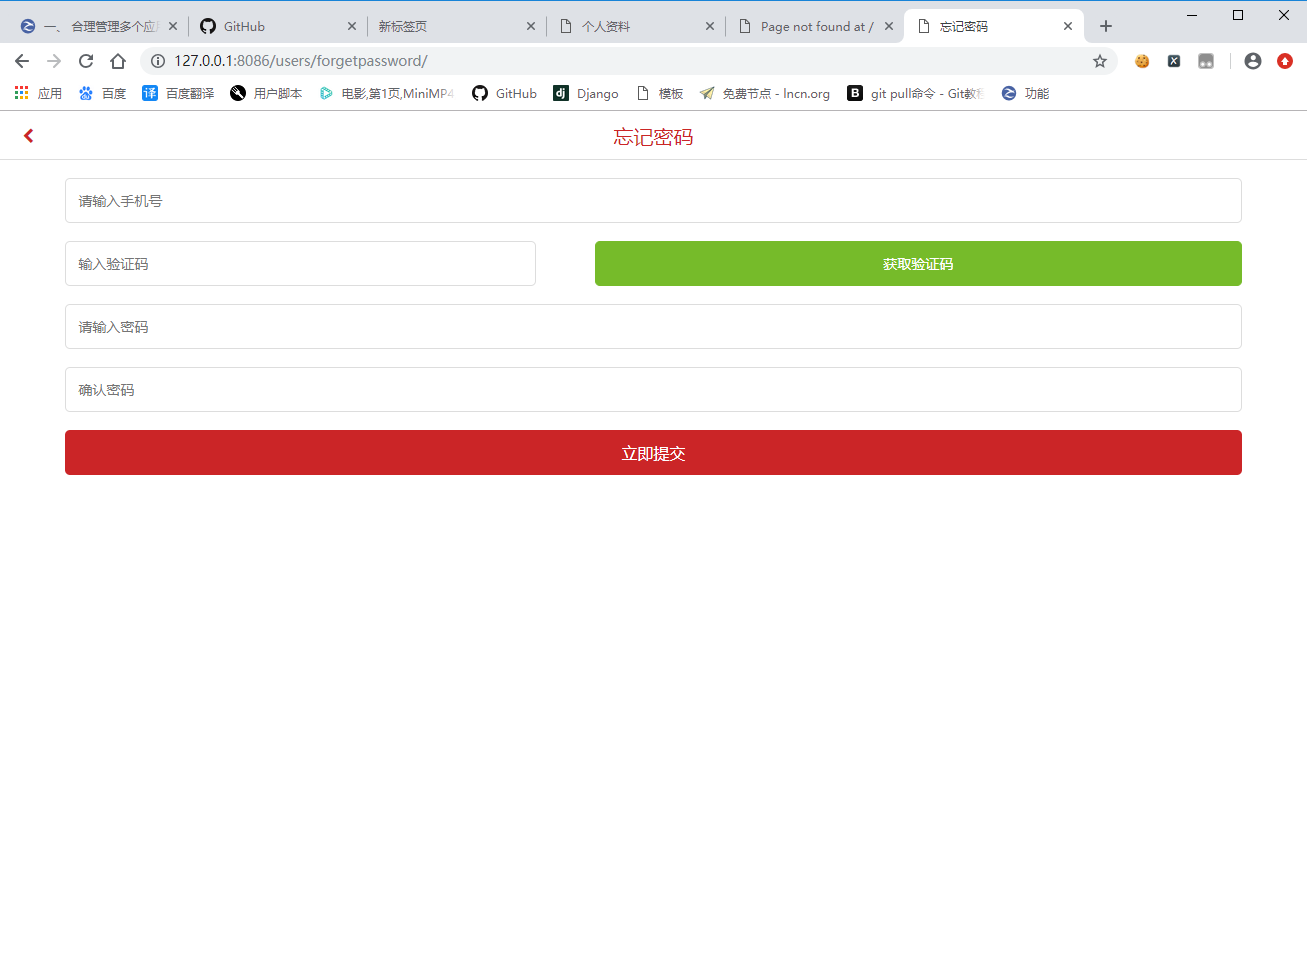 一、 合理管理多个应
GitHub
新标签页
个人资料
Page not found at /
忘记密码
127.0.0.1:8086/users/forgetpassword/
应用
百度
译 百度翻译
用户脚本
电影,第1页,MiniMP4
GitHub
dj Django
模板
免费节点 - lncn.org
B git pull命令 - Git教
功能
忘记密码
请输入手机号
输入验证码
获取验证码
请输入密码
确认密码
立即提交